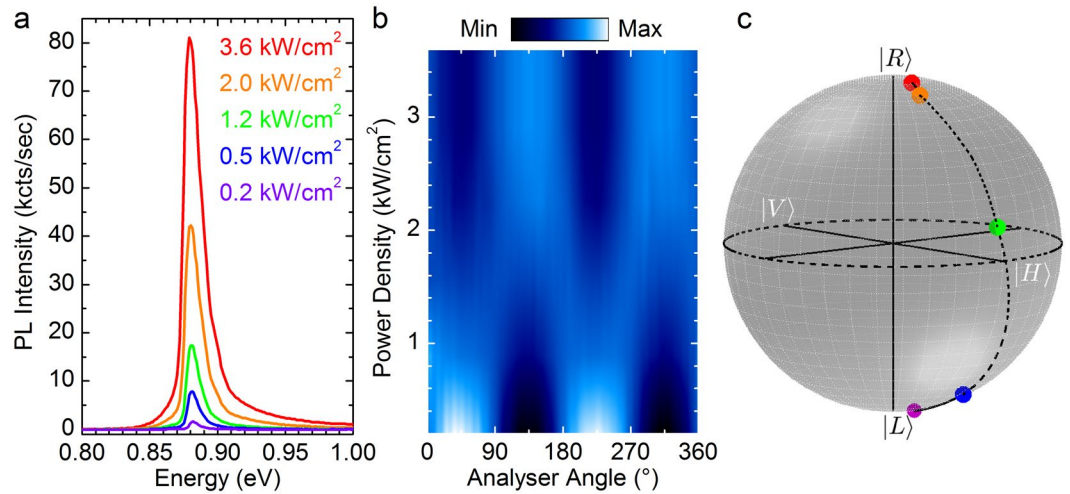 a
PL Intensity (kcts/sec)
80
70
60
50
40
30
20
10
0
3.6 kW/cm²
2.0 kW/cm²
1.2 kW/cm²
0.5 kW/cm²
0.2 kW/cm²
0.80 0.85 0.90 0.95 1.00
Energy (eV)
b
Min Max
Power Density (kW/cm²)
3
2
1
0 90 180 270 360
Analyser Angle (°)
c
|R⟩
|V⟩
|H⟩
|L⟩